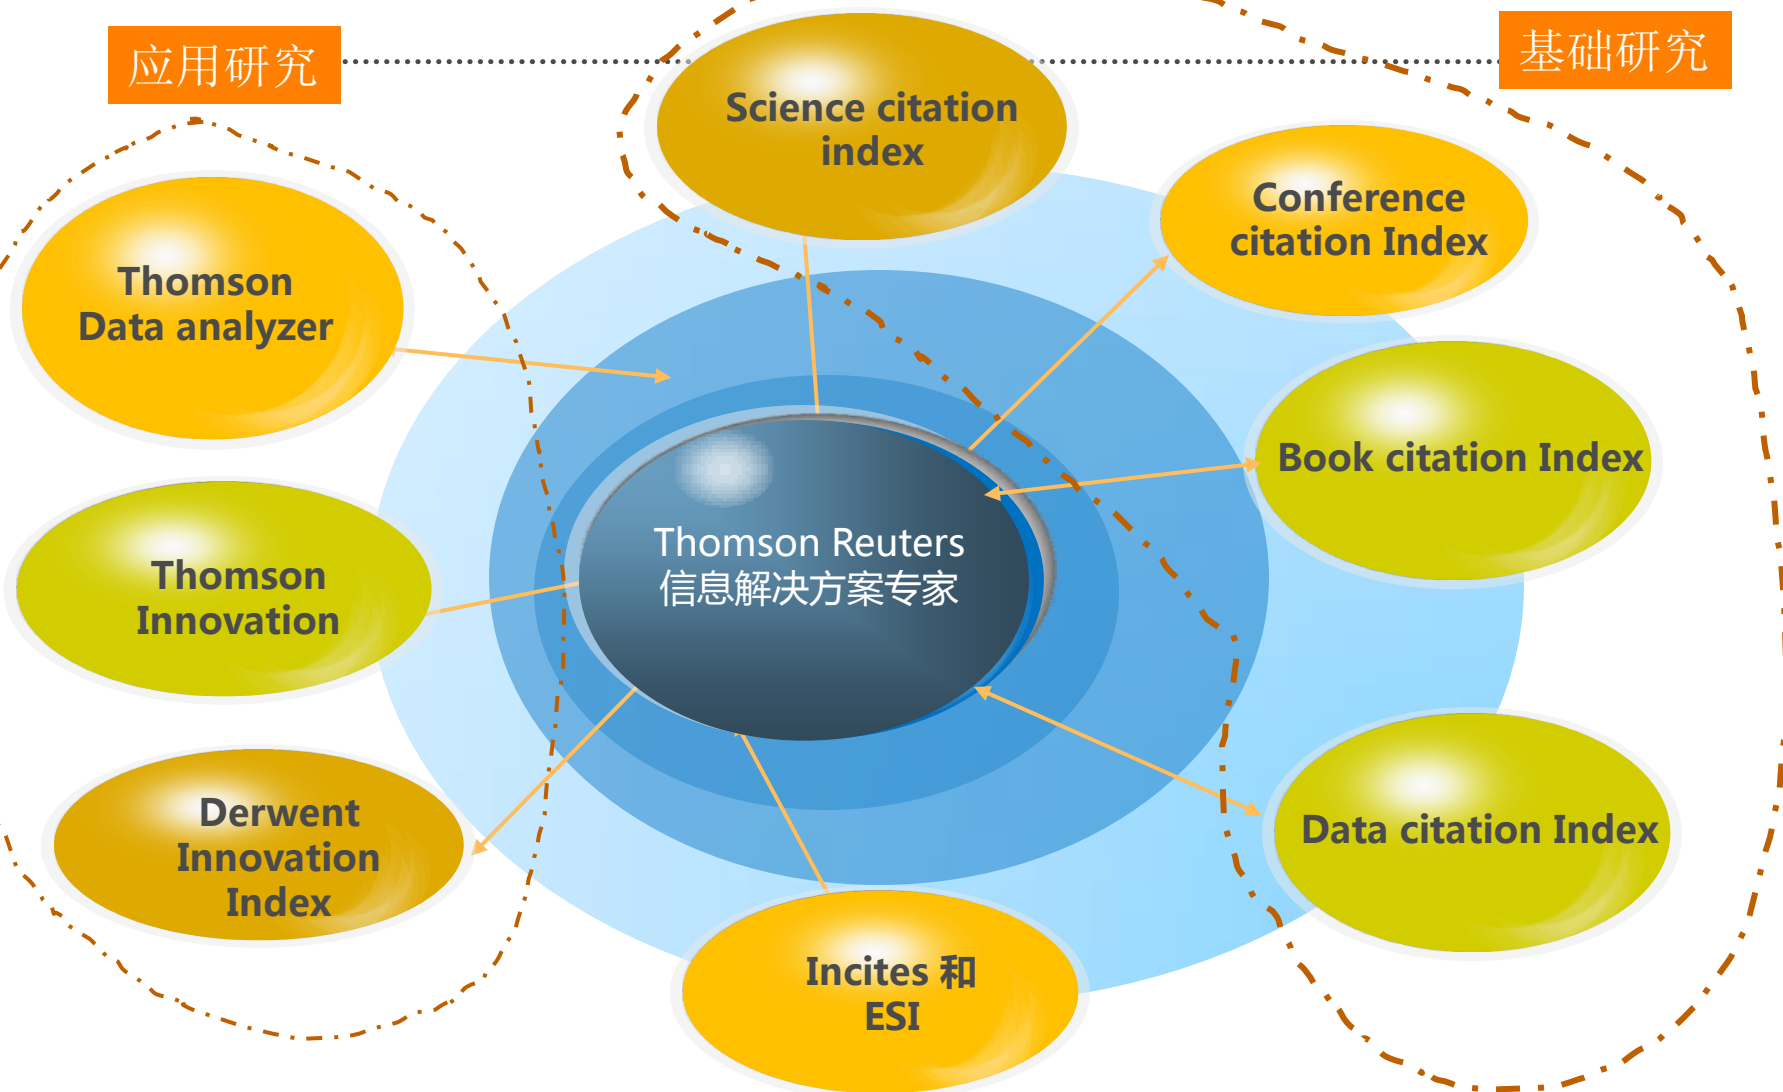 应用研究
基础研究
Science citation
index
Conference
citation Index
Thomson
Data analyzer
Book citation Index
Thomson Reuters
信息解决方案专家
Thomson
Innovation
Derwent
Innovation
Index
Data citation Index
Incites 和
ESI